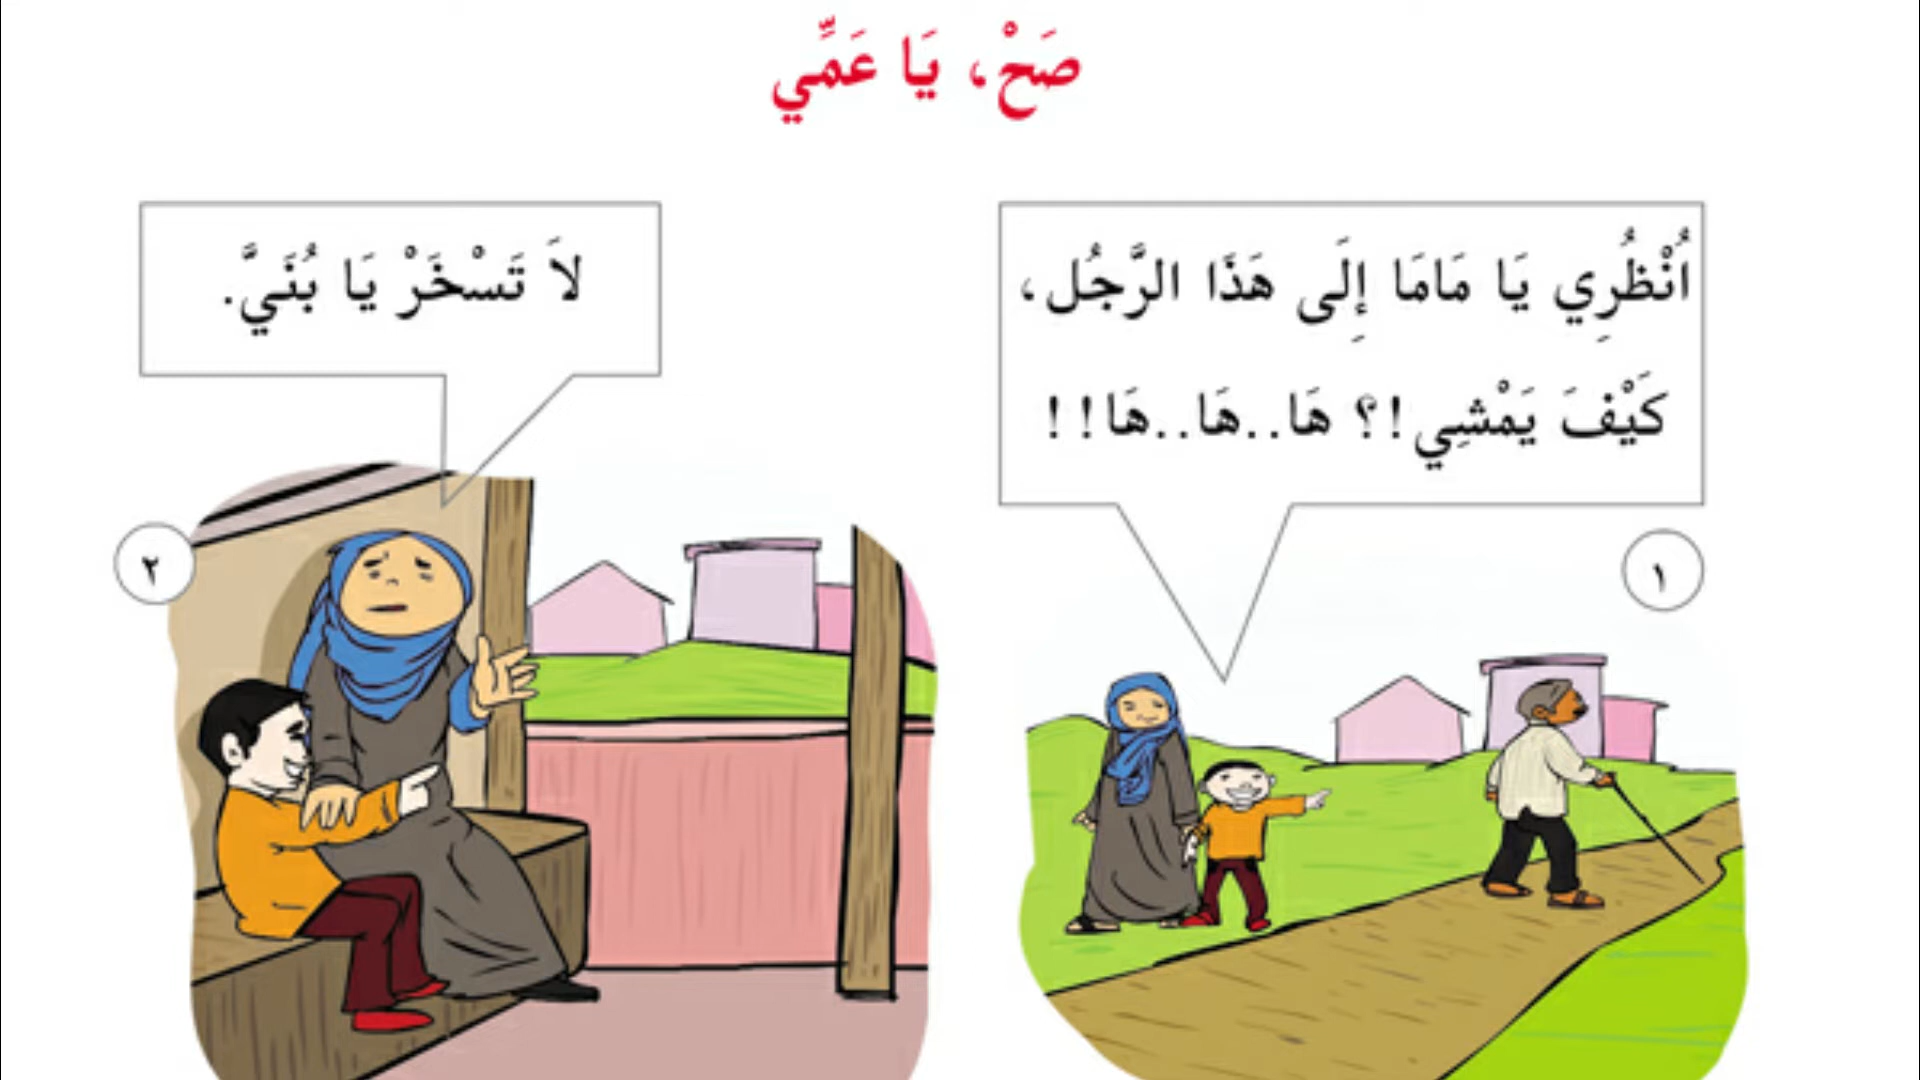 صَحْ، يَا عَمِّي
اُنْظُرِي يَا مَامَا إِلَى هَذَا الرَّجُل،
كَيْفَ يَمْشِي!؟ هَا..هَا..هَا!!
١
لاَ تَسْخَرْ يَا بُنَيَّ.
٢